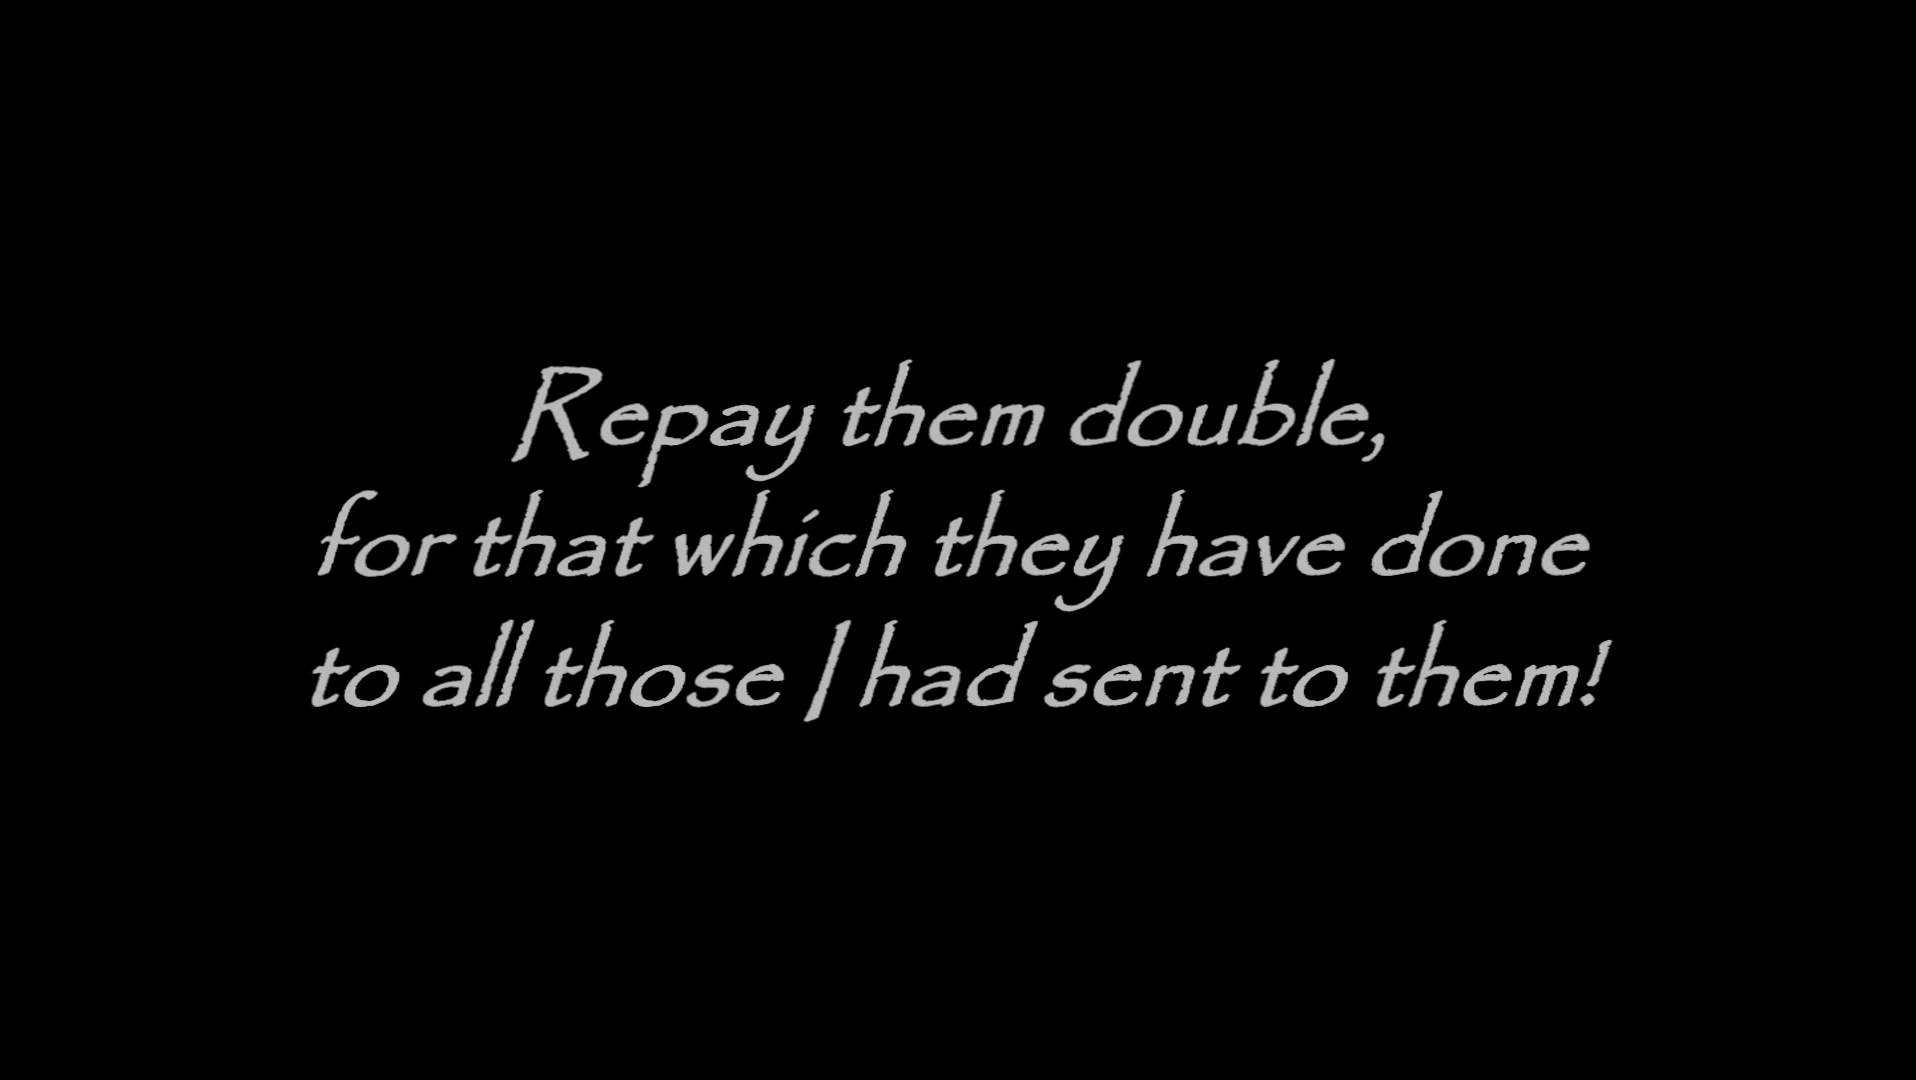 Repay them double,
for that which they have done
to all those I had sent to them!